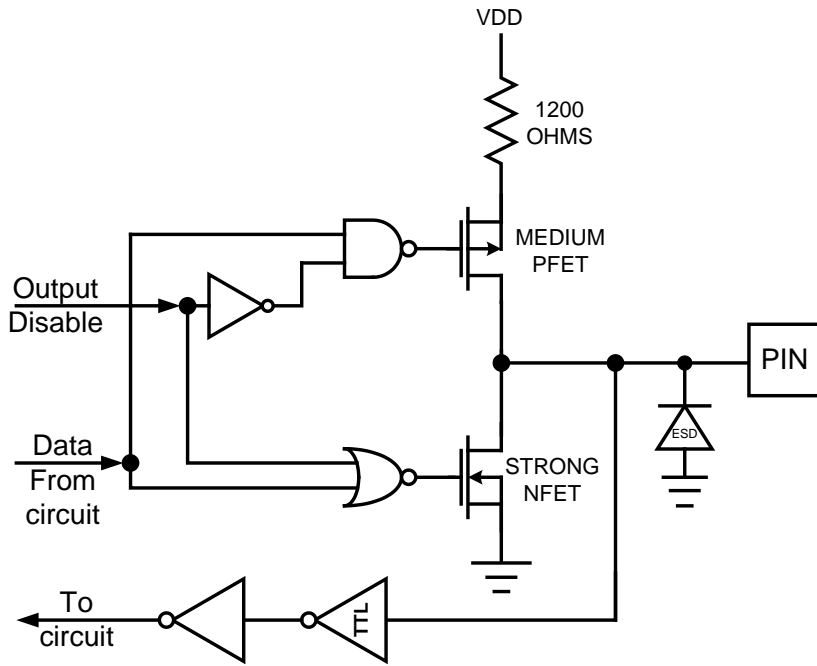 VDD
1200
OHMS
MEDIUM
PFET
Output
Disable
PIN
ESD
Data
From
circuit
STRONG
NFET
To
circuit
TTL